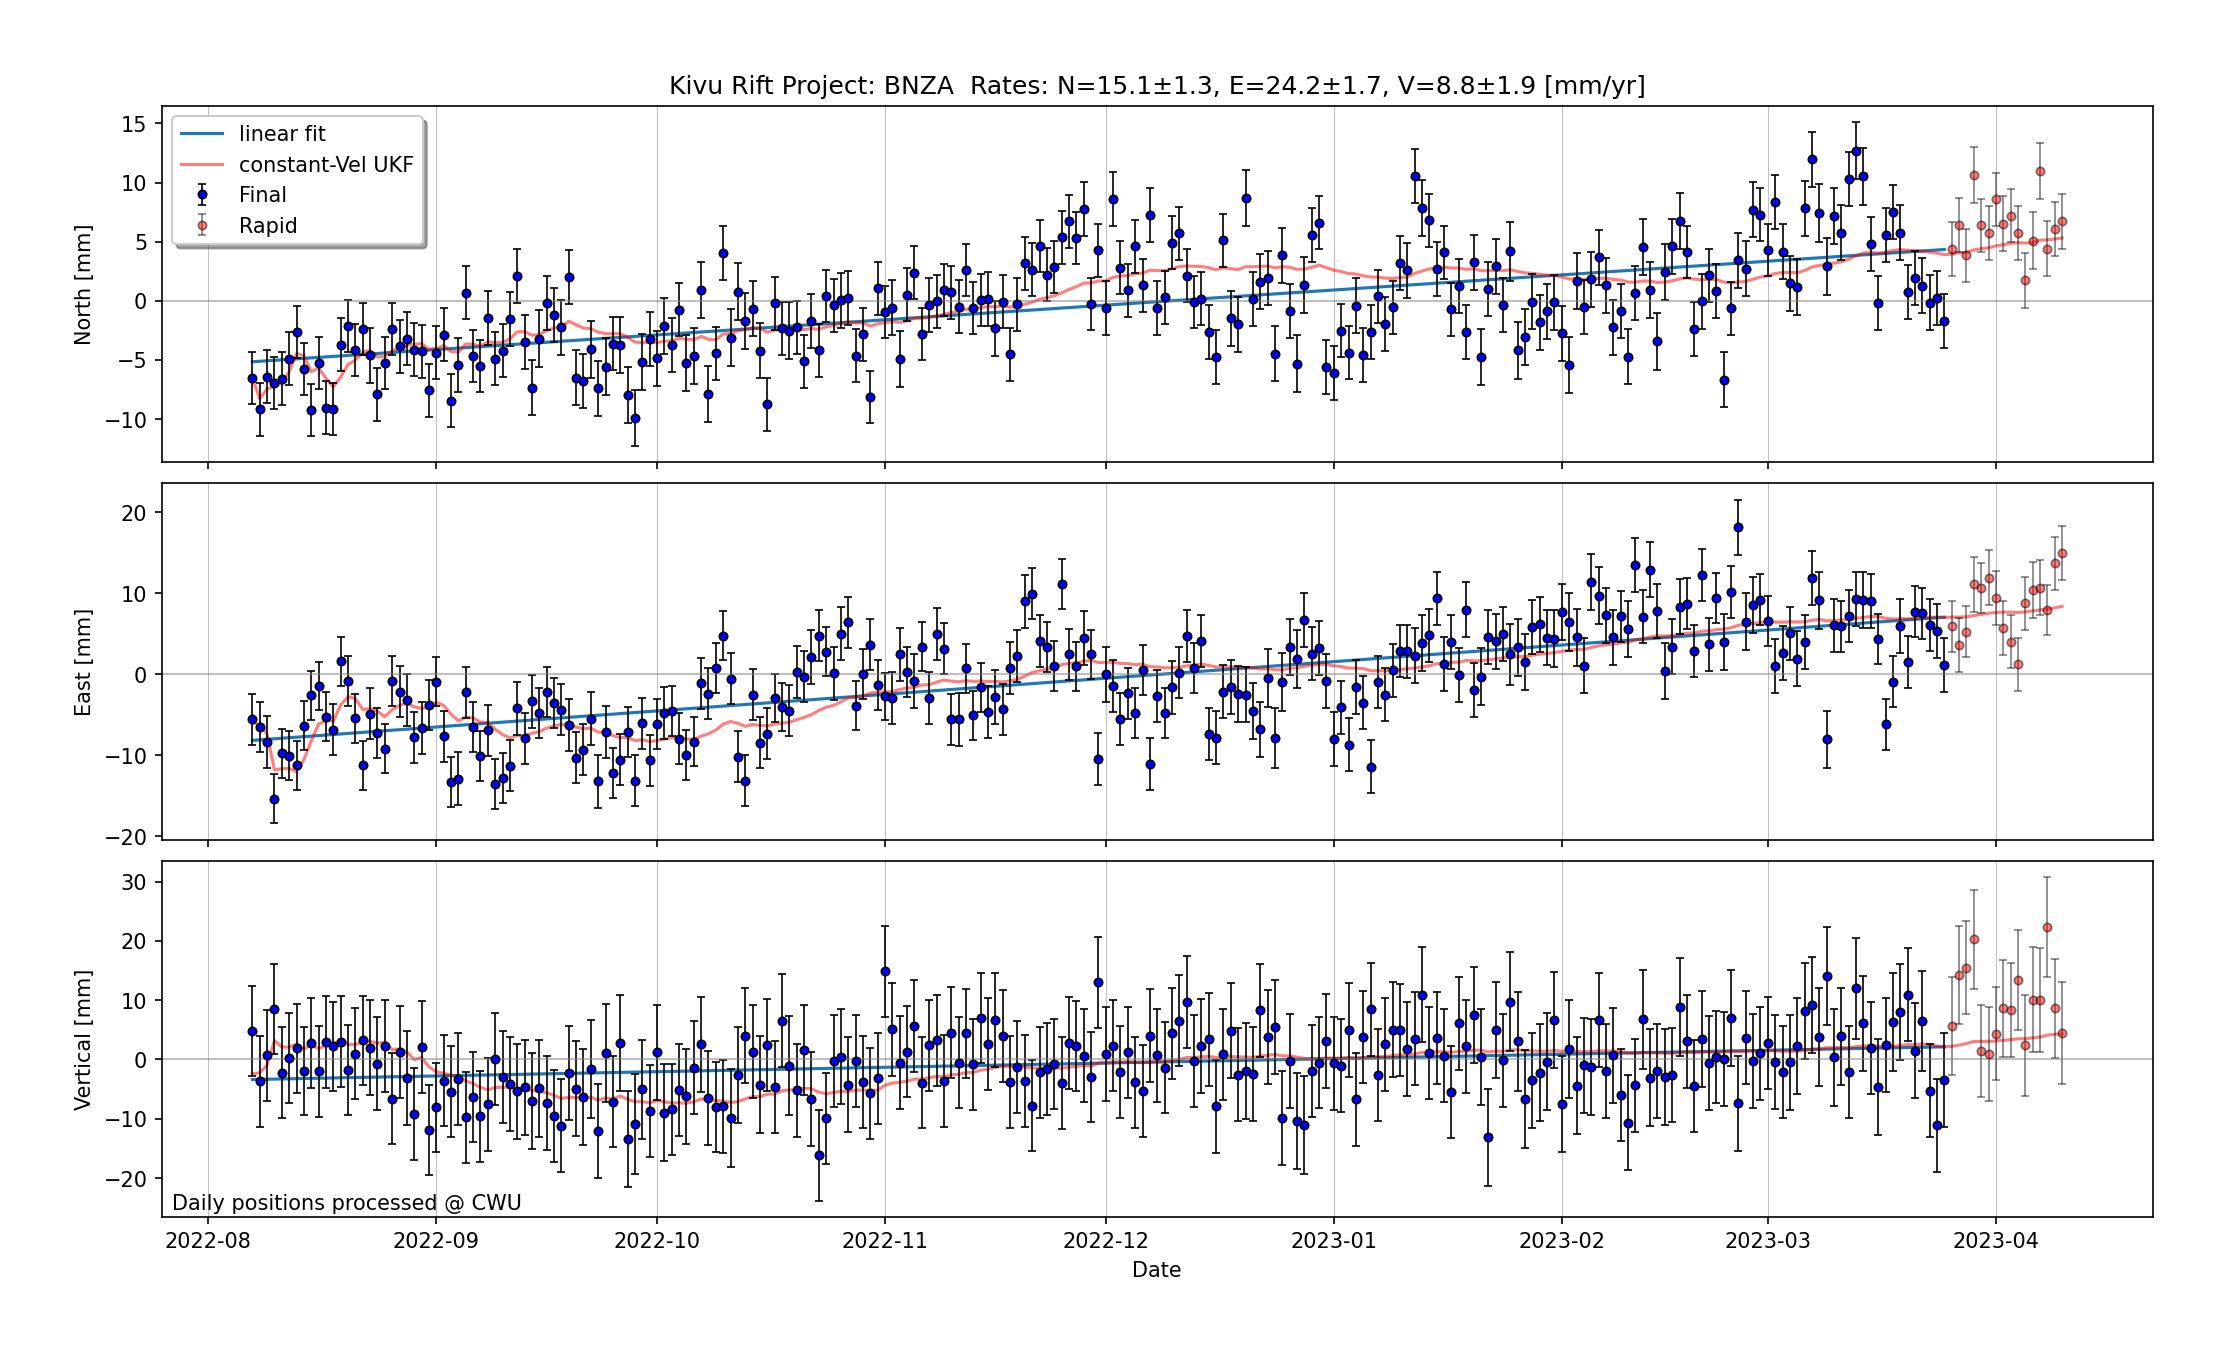 Kivu Rift Project: BNZA  Rates: N=15.1±1.3, E=24.2±1.7, V=8.8±1.9 [mm/yr]
linear fit
constant-Vel UKF
Final
Rapid
North [mm]
15
10
5
0
−5
−10
East [mm]
20
10
0
−10
−20
Vertical [mm]
30
20
10
0
−10
−20
Daily positions processed @ CWU
2022-08 2022-09 2022-10 2022-11 2022-12 2023-01 2023-02 2023-03 2023-04
Date